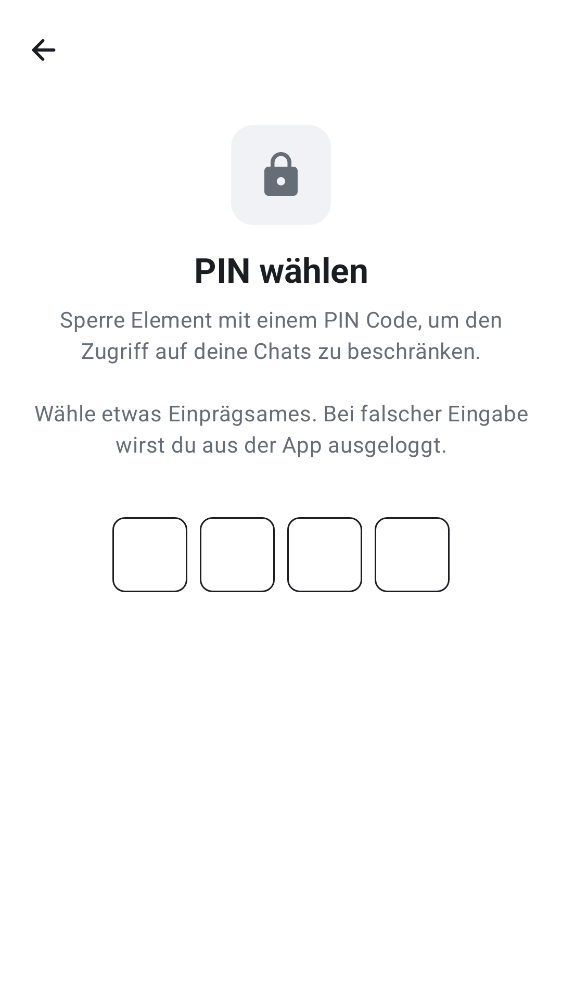 PIN wählen
Sperre Element mit einem PIN Code, um den
Zugriff auf deine Chats zu beschränken.
Wähle etwas Einprägsames. Bei falscher Eingabe
wirst du aus der App ausgeloggt.